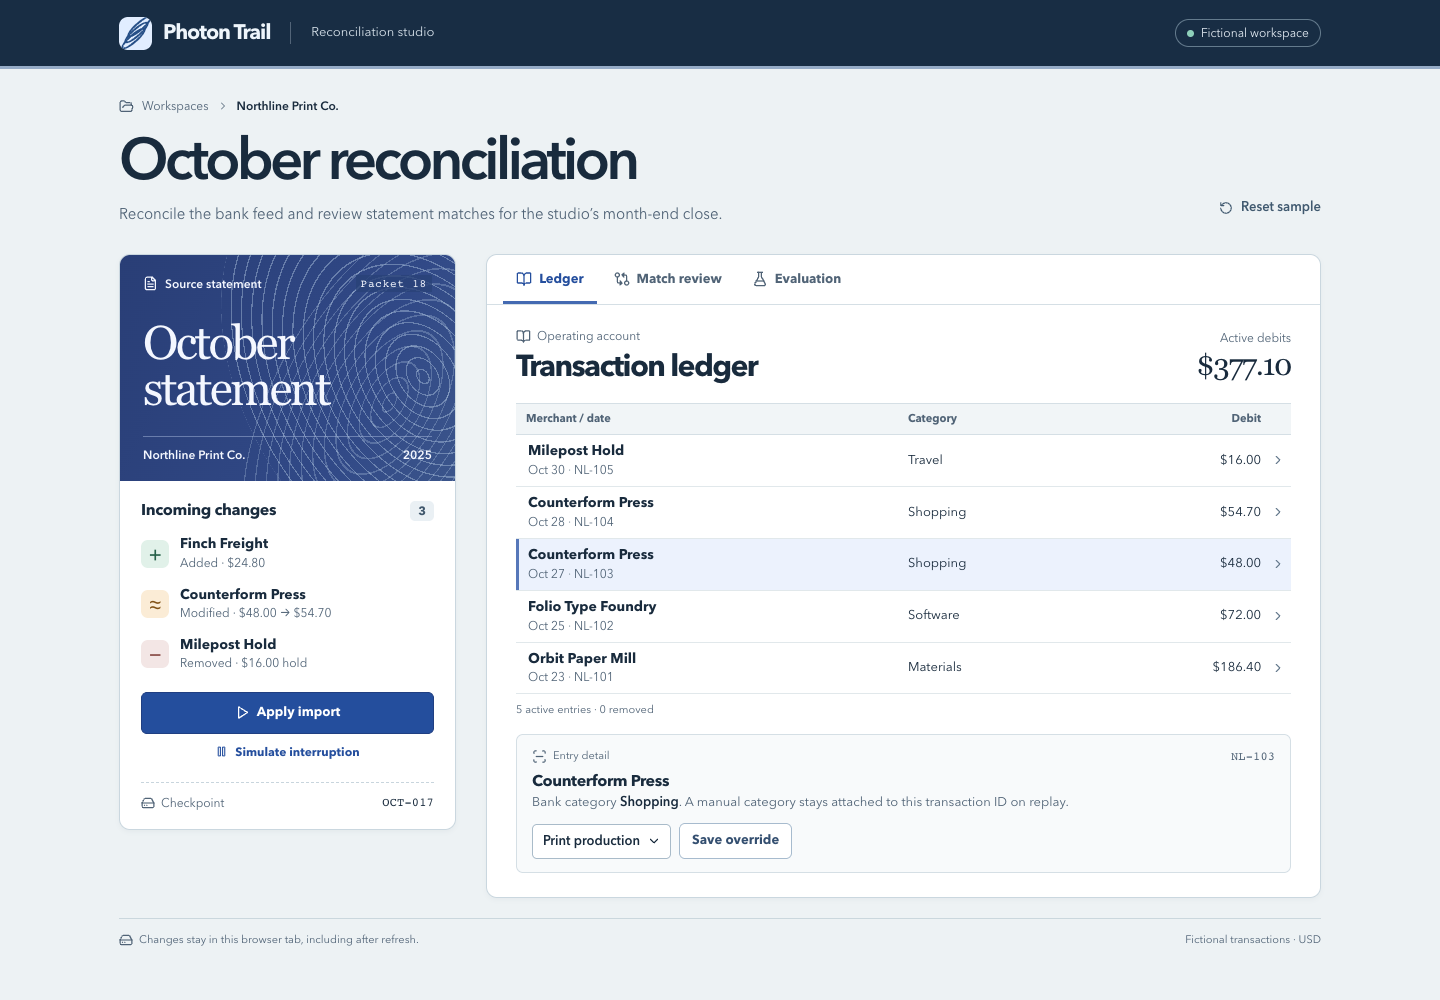 Photon Trail
Reconciliation studio
Fictional workspace
Workspaces
Northline Print Co.
October reconciliation
Reconcile the bank feed and review statement matches for the studio’s month-end close.
Reset sample
Source statement
Packet 18
October
statement
Northline Print Co.
2025
Incoming changes
3
Finch Freight
Added · $24.80
Counterform Press
Modified · $48.00 → $54.70
Milepost Hold
Removed · $16.00 hold
Apply import
Simulate interruption
Checkpoint
OCT-017
Ledger
Match review
Evaluation
Operating account
Transaction ledger
Active debits
$377.10
Merchant / date
Category
Debit
Milepost Hold
Oct 30 · NL-105
Travel
$16.00
Counterform Press
Oct 28 · NL-104
Shopping
$54.70
Counterform Press
Oct 27 · NL-103
Shopping
$48.00
Folio Type Foundry
Oct 25 · NL-102
Software
$72.00
Orbit Paper Mill
Oct 23 · NL-101
Materials
$186.40
5 active entries · 0 removed
Entry detail
NL-103
Counterform Press
Bank category Shopping. A manual category stays attached to this transaction ID on replay.
Print production
Save override
Changes stay in this browser tab, including after refresh.
Fictional transactions · USD